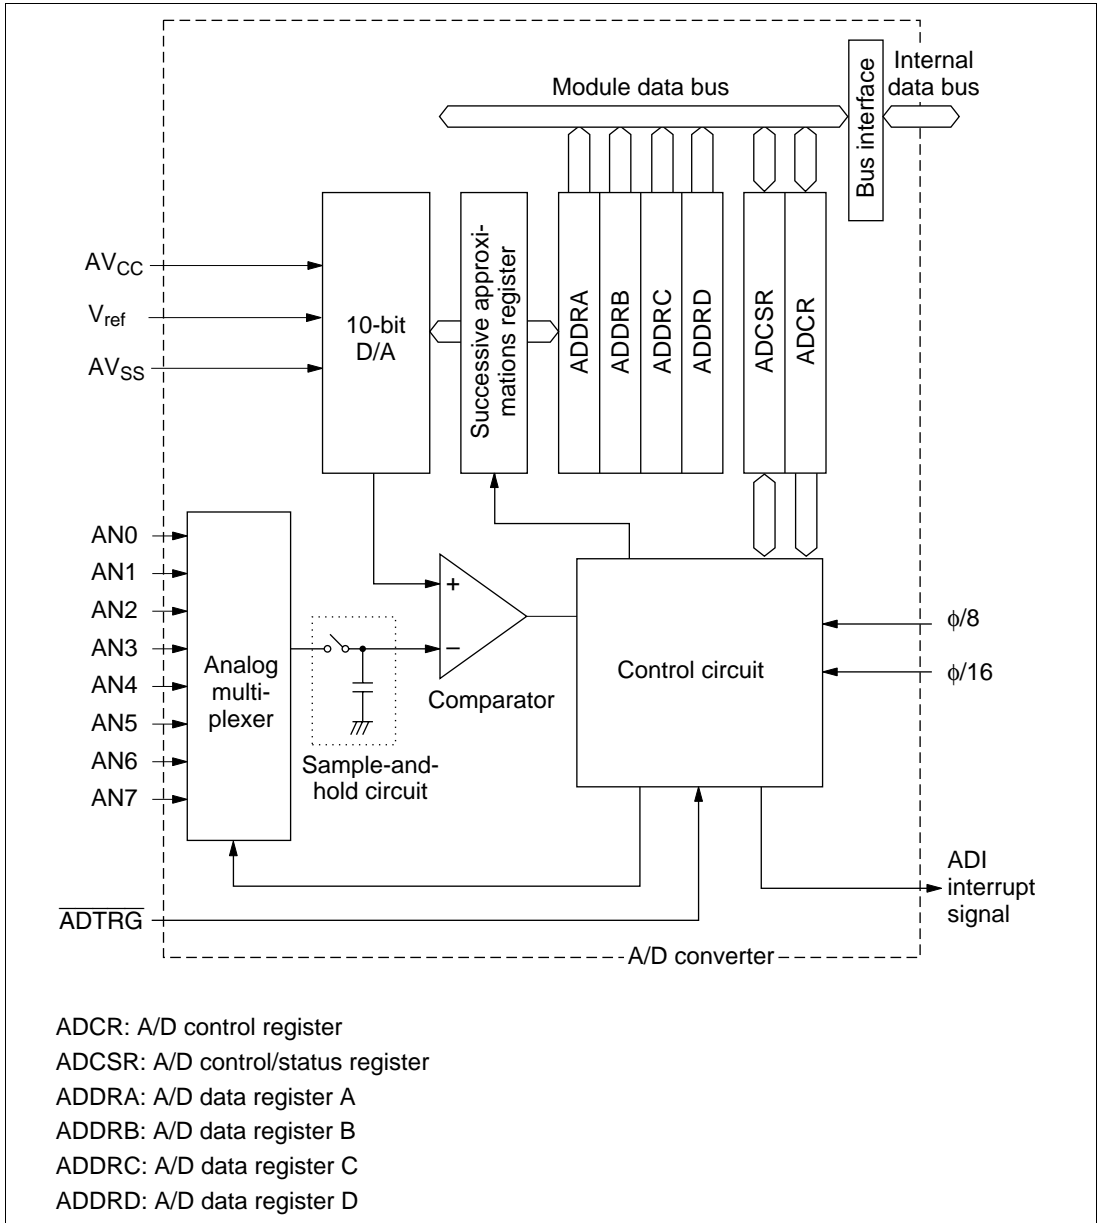 Module data bus
Internal
data bus
Bus interface
AVCC
Vref
AVSS
10-bit
D/A
Successive approxi-
mations register
ADDRA
ADDRB
ADDRC
ADDRD
ADCSR
ADCR
AN0
AN1
AN2
AN3
AN4
AN5
AN6
AN7
Analog
multi-
plexer
+
−
Comparator
Sample-and-
hold circuit
Control circuit
ϕ/8
ϕ/16
ADI
interrupt
signal
ADTRG
A/D converter
ADCR: A/D control register
ADCSR: A/D control/status register
ADDRA: A/D data register A
ADDRB: A/D data register B
ADDRC: A/D data register C
ADDRD: A/D data register D